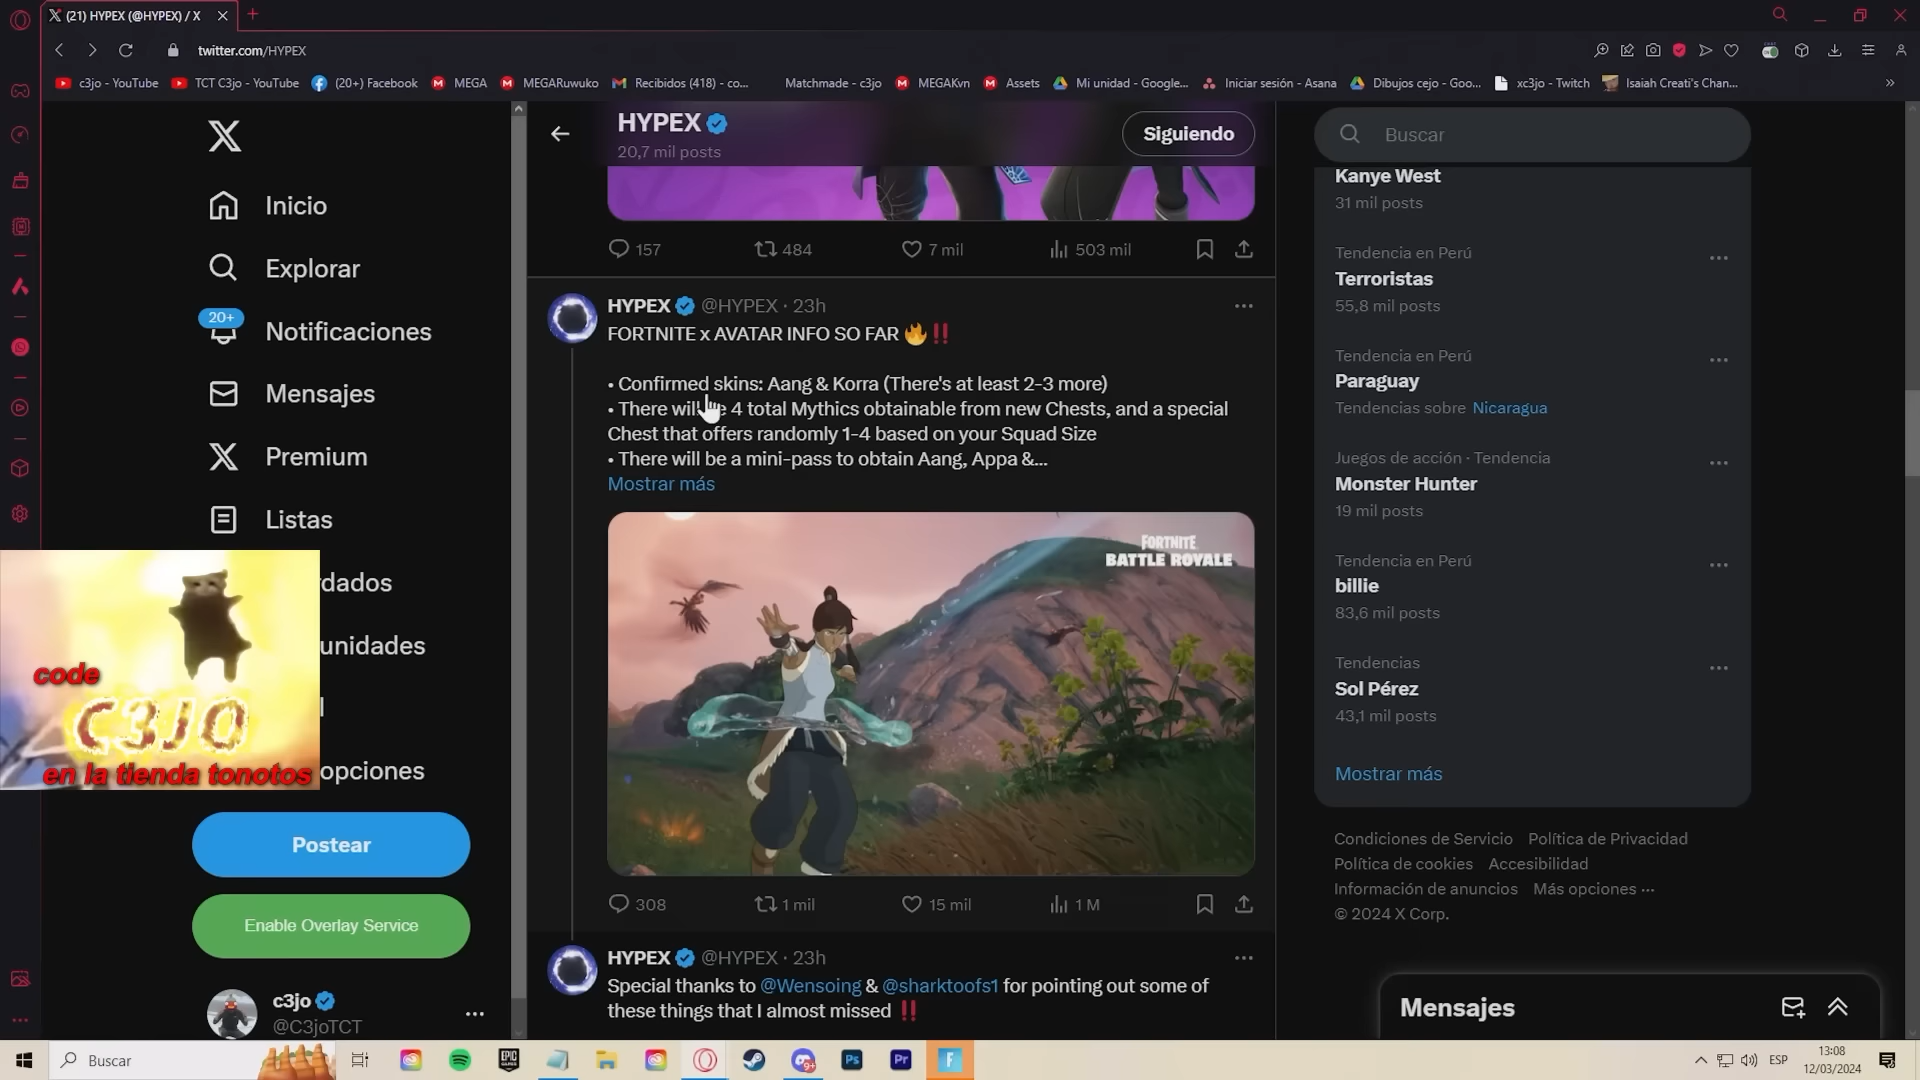 (21) HYPEX (@HYPEX) / X
twitter.com/HYPEX
c3jo - YouTube
TCT C3jo - YouTube
(20+) Facebook
MEGA
MEGARuwuko
Recibidos (418) - co...
Matchmade - c3jo
MEGAKvn
Assets
Mi unidad - Google...
Iniciar sesión - Asana
Dibujos cejo - Goo...
xc3jo - Twitch
Isaiah Creati's Chan...
Inicio
Explorar
20+
Notificaciones
Mensajes
Premium
Listas
rdados
unidades
l
opciones
code
C3JO
en la tienda tonotos
Postear
Enable Overlay Service
c3jo
@C3joTCT
HYPEX
20,7 mil posts
Siguiendo
157
484
7 mil
503 mil
HYPEX @HYPEX · 23h
FORTNITE x AVATAR INFO SO FAR 🔥‼️
• Confirmed skins: Aang & Korra (There's at least 2-3 more)
• There will e 4 total Mythics obtainable from new Chests, and a special
Chest that offers randomly 1-4 based on your Squad Size
• There will be a mini-pass to obtain Aang, Appa &...
Mostrar más
FORTNITE
BATTLE ROYALE
308
1 mil
15 mil
1 M
HYPEX @HYPEX · 23h
Special thanks to @Wensoing & @sharktoofs1 for pointing out some of
these things that I almost missed ‼️
Buscar
Kanye West
31 mil posts
Tendencia en Perú
Terroristas
55,8 mil posts
Tendencia en Perú
Paraguay
Tendencias sobre Nicaragua
Juegos de acción · Tendencia
Monster Hunter
19 mil posts
Tendencia en Perú
billie
83,6 mil posts
Tendencias
Sol Pérez
43,1 mil posts
Mostrar más
Condiciones de Servicio Política de Privacidad
Política de cookies Accesibilidad
Información de anuncios Más opciones ···
© 2024 X Corp.
Mensajes
Buscar
EPIC
GAMES
9+
Ps
Pr
F
ESP
13:08
12/03/2024